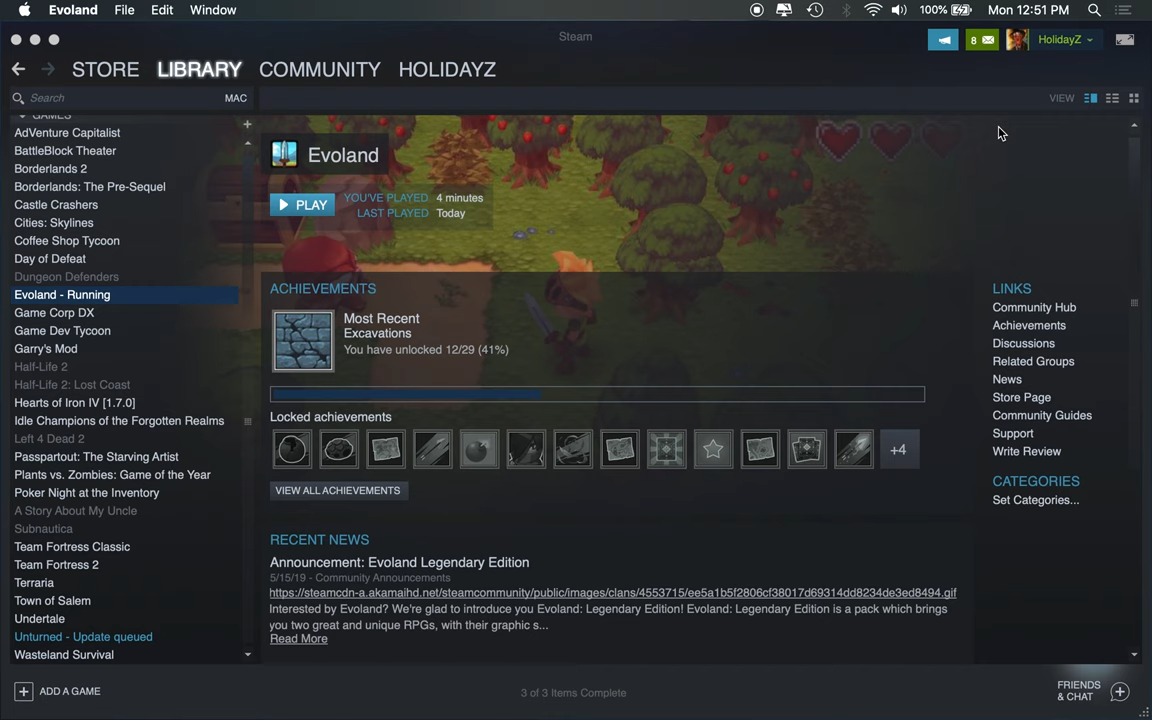 Evoland File Edit Window 100% Mon 12:51 PM
Steam
8 HolidayZ
STORE LIBRARY COMMUNITY HOLIDAYZ
Search MAC VIEW
GAMES
AdVenture Capitalist
BattleBlock Theater
Borderlands 2
Borderlands: The Pre-Sequel
Castle Crashers
Cities: Skylines
Coffee Shop Tycoon
Day of Defeat
Dungeon Defenders
Evoland - Running
Game Corp DX
Game Dev Tycoon
Garry's Mod
Half-Life 2
Half-Life 2: Lost Coast
Hearts of Iron IV [1.7.0]
Idle Champions of the Forgotten Realms
Left 4 Dead 2
Passpartout: The Starving Artist
Plants vs. Zombies: Game of the Year
Poker Night at the Inventory
A Story About My Uncle
Subnautica
Team Fortress Classic
Team Fortress 2
Terraria
Town of Salem
Undertale
Unturned - Update queued
Wasteland Survival
Evoland
PLAY
YOU'VE PLAYED 4 minutes
LAST PLAYED Today
ACHIEVEMENTS
Most Recent
Excavations
You have unlocked 12/29 (41%)
Locked achievements
+4
VIEW ALL ACHIEVEMENTS
RECENT NEWS
Announcement: Evoland Legendary Edition
5/15/19 - Community Announcements
https://steamcdn-a.akamaihd.net/steamcommunity/public/images/clans/4553715/ee5a1b5f2806cf38017d69314dd8234de3ed8494.gif
Interested by Evoland? We're glad to introduce you Evoland: Legendary Edition! Evoland: Legendary Edition is a pack which brings
you two great and unique RPGs, with their graphic s...
Read More
LINKS
Community Hub
Achievements
Discussions
Related Groups
News
Store Page
Community Guides
Support
Write Review
CATEGORIES
Set Categories...
ADD A GAME
3 of 3 Items Complete
FRIENDS
& CHAT